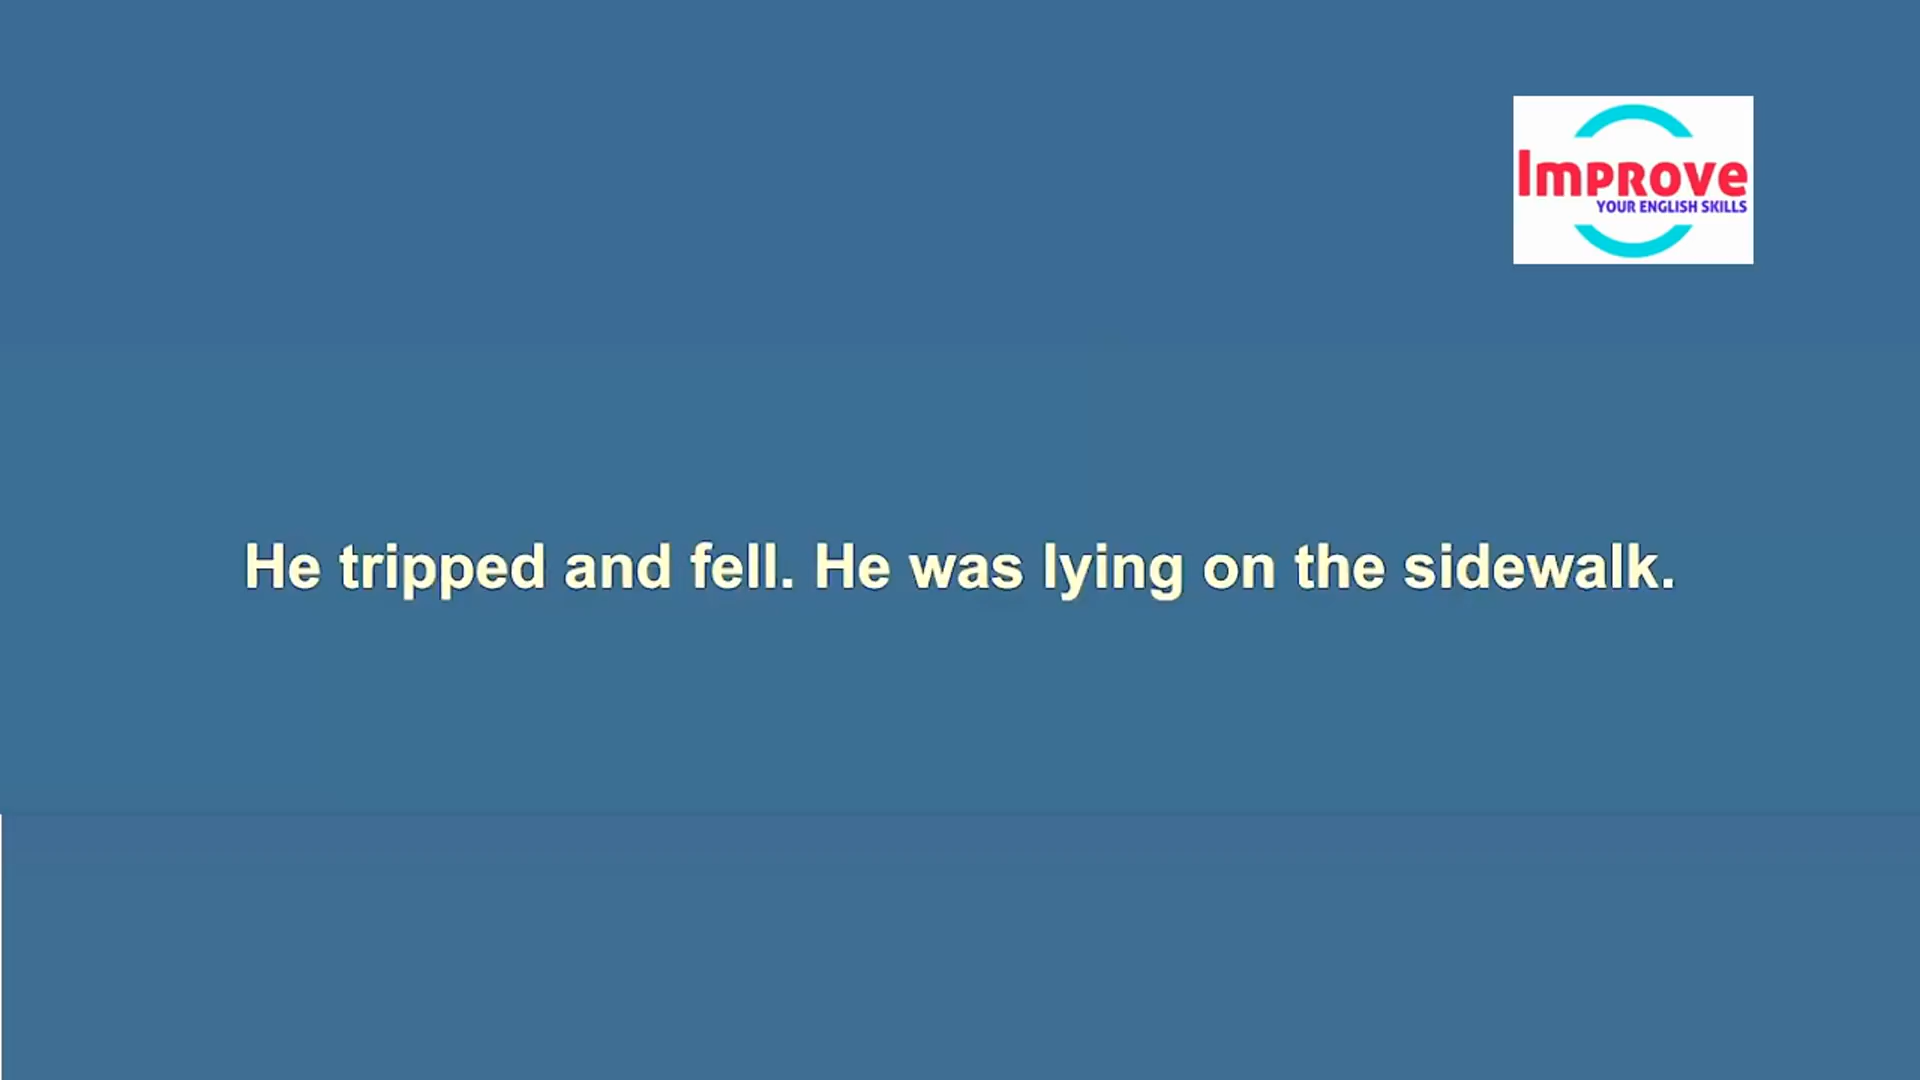 Improve
YOUR ENGLISH SKILLS
He tripped and fell. He was lying on the sidewalk.